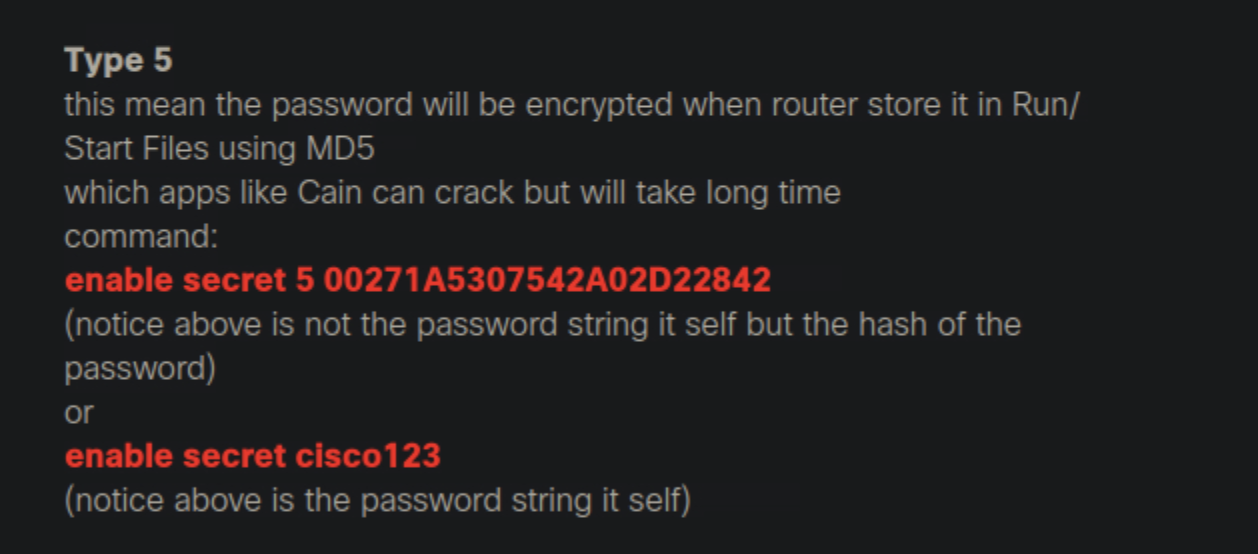 Type 5
this mean the password will be encrypted when router store it in Run/
Start Files using MD5
which apps like Cain can crack but will take long time
command:
enable secret 5 00271A5307542A02D22842
(notice above is not the password string it self but the hash of the
password)
or
enable secret cisco123
(notice above is the password string it self)